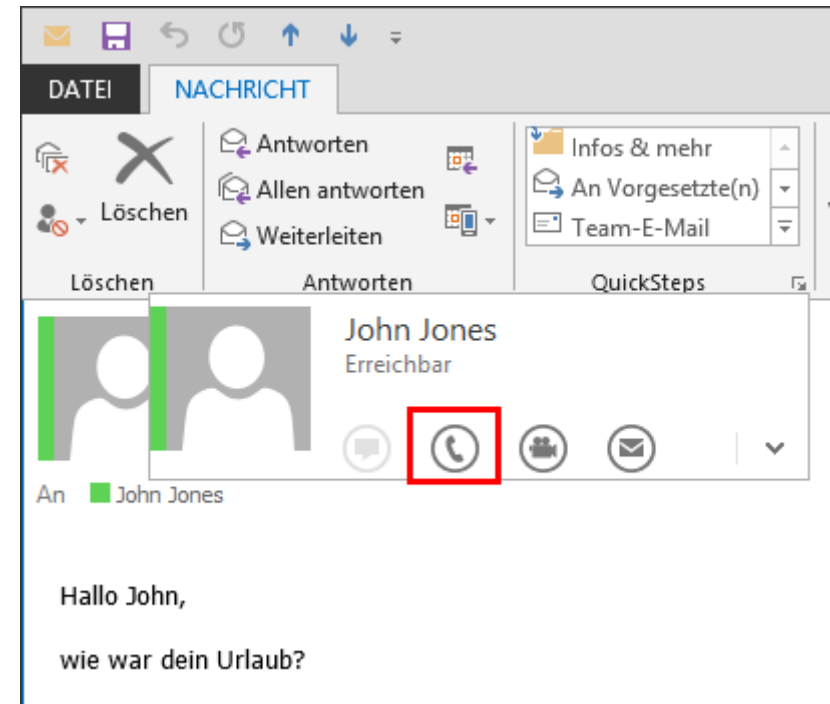 DATEI NACHRICHT
Antworten
Allen antworten
Weiterleiten
Löschen
Infos & mehr
An Vorgesetzte(n)
Team-E-Mail
Löschen Antworten QuickSteps
John Jones
Erreichbar
An John Jones
Hallo John,
wie war dein Urlaub?